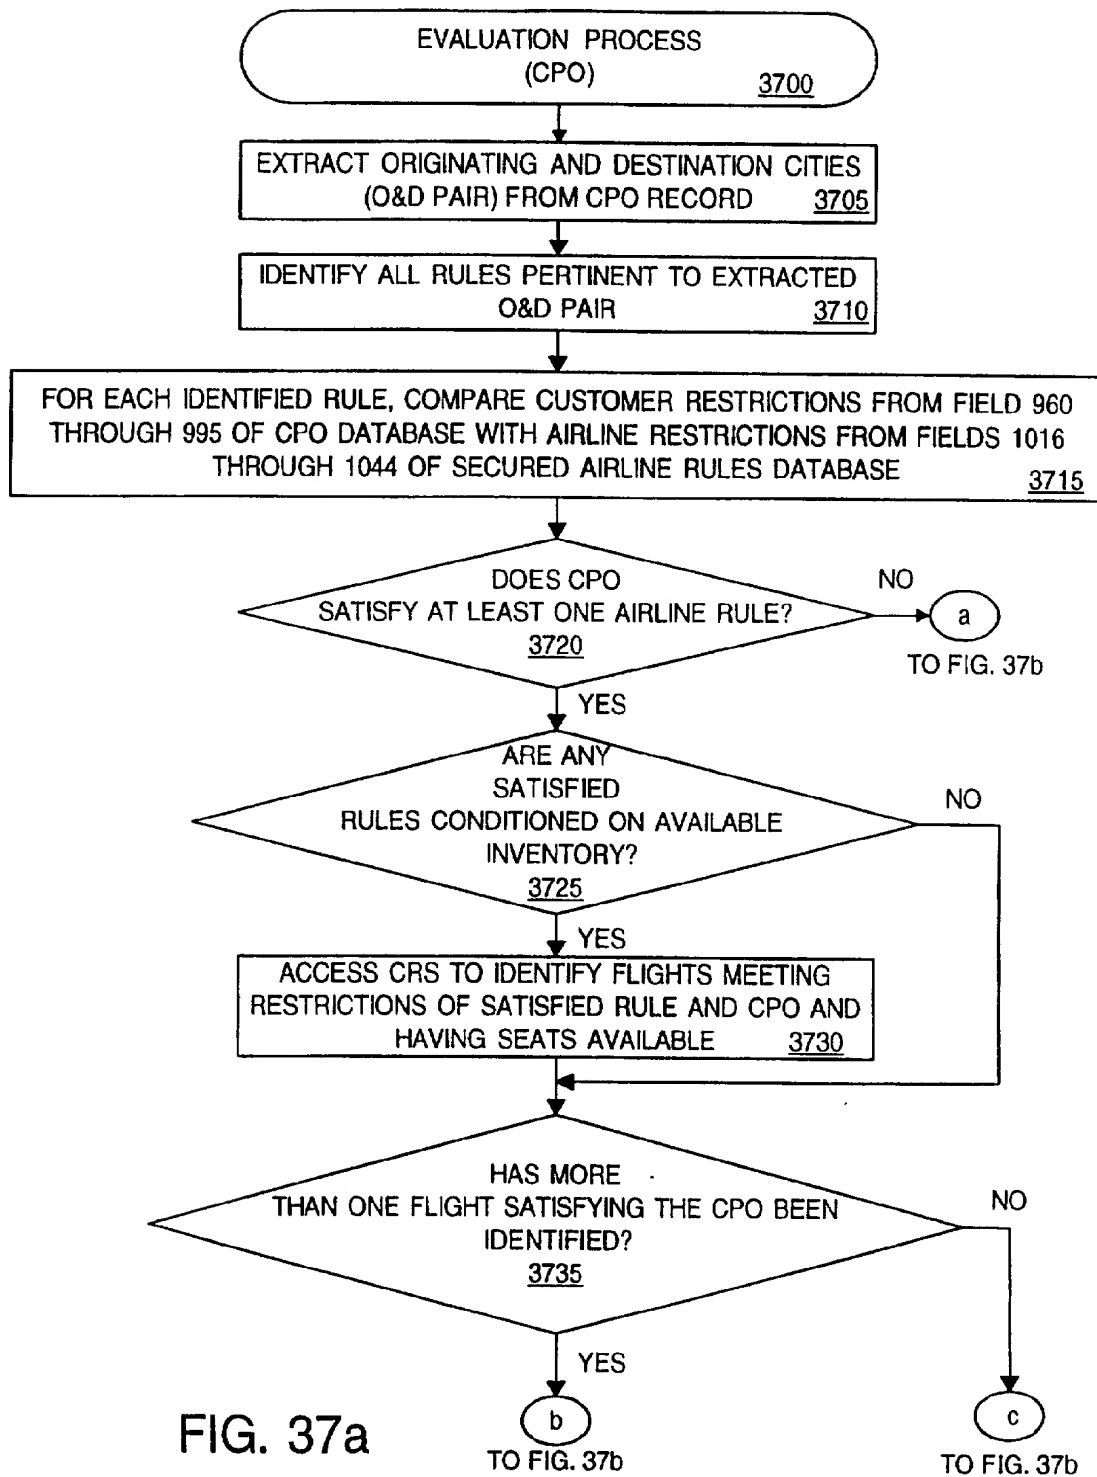 EVALUATION PROCESS
(CPO)
3700
EXTRACT ORIGINATING AND DESTINATION CITIES
(O&D PAIR) FROM CPO RECORD 3705
IDENTIFY ALL RULES PERTINENT TO EXTRACTED
O&D PAIR 3710
FOR EACH IDENTIFIED RULE, COMPARE CUSTOMER RESTRICTIONS FROM FIELD 960
THROUGH 995 OF CPO DATABASE WITH AIRLINE RESTRICTIONS FROM FIELDS 1016
THROUGH 1044 OF SECURED AIRLINE RULES DATABASE 3715
DOES CPO
SATISFY AT LEAST ONE AIRLINE RULE?
3720
NO
a
TO FIG. 37b
YES
ARE ANY
SATISFIED
RULES CONDITIONED ON AVAILABLE
INVENTORY?
3725
NO
YES
ACCESS CRS TO IDENTIFY FLIGHTS MEETING
RESTRICTIONS OF SATISFIED RULE AND CPO AND
HAVING SEATS AVAILABLE 3730
HAS MORE
THAN ONE FLIGHT SATISFYING THE CPO BEEN
IDENTIFIED?
3735
NO
YES
b
TO FIG. 37b
c
TO FIG. 37b
FIG. 37a